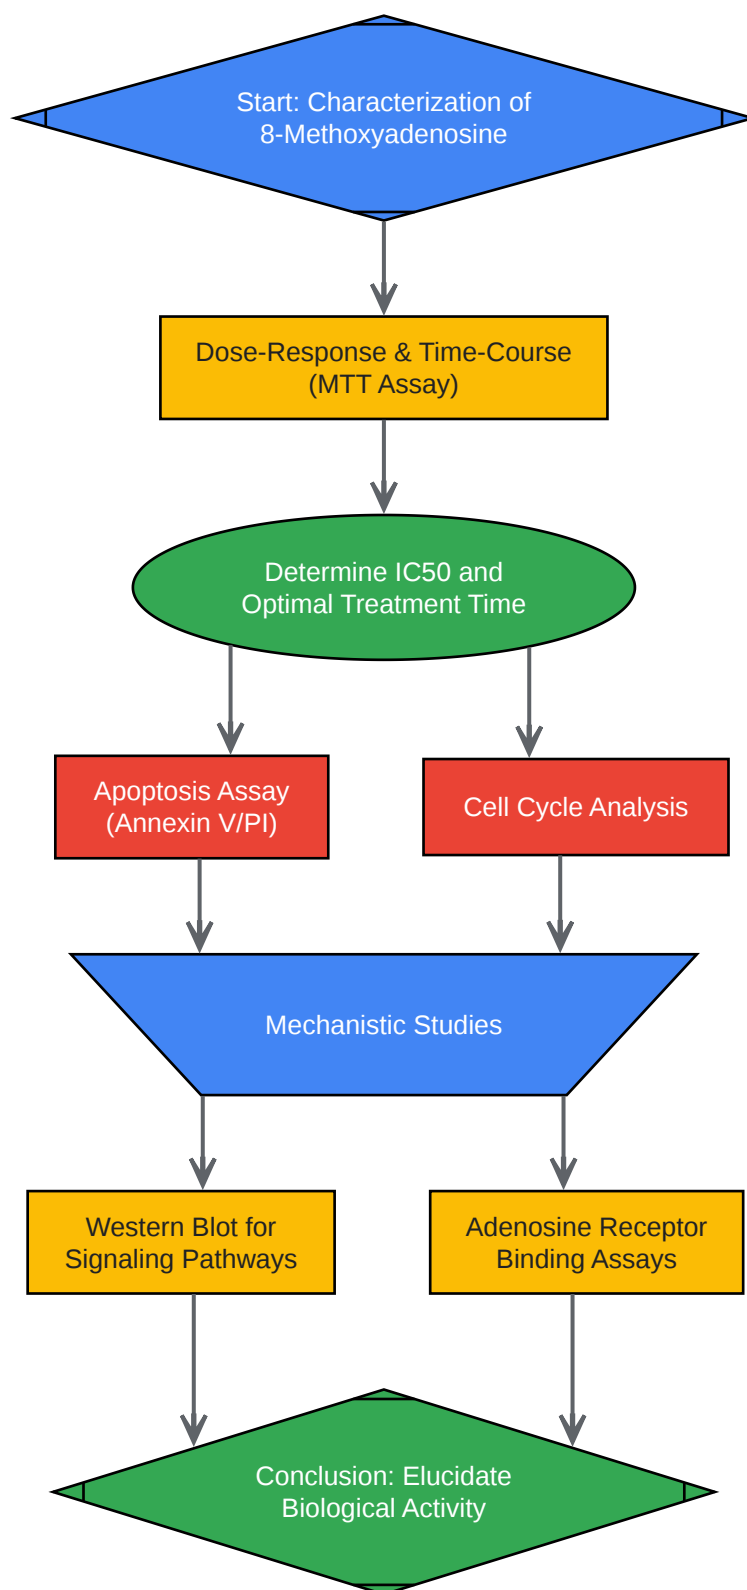 Start: Characterization of
8-Methoxyadenosine
Dose-Response & Time-Course
(MTT Assay)
Determine IC50 and
Optimal Treatment Time
Apoptosis Assay
(Annexin V/PI)
Cell Cycle Analysis
Mechanistic Studies
Western Blot for
Signaling Pathways
Adenosine Receptor
Binding Assays
Conclusion: Elucidate
Biological Activity